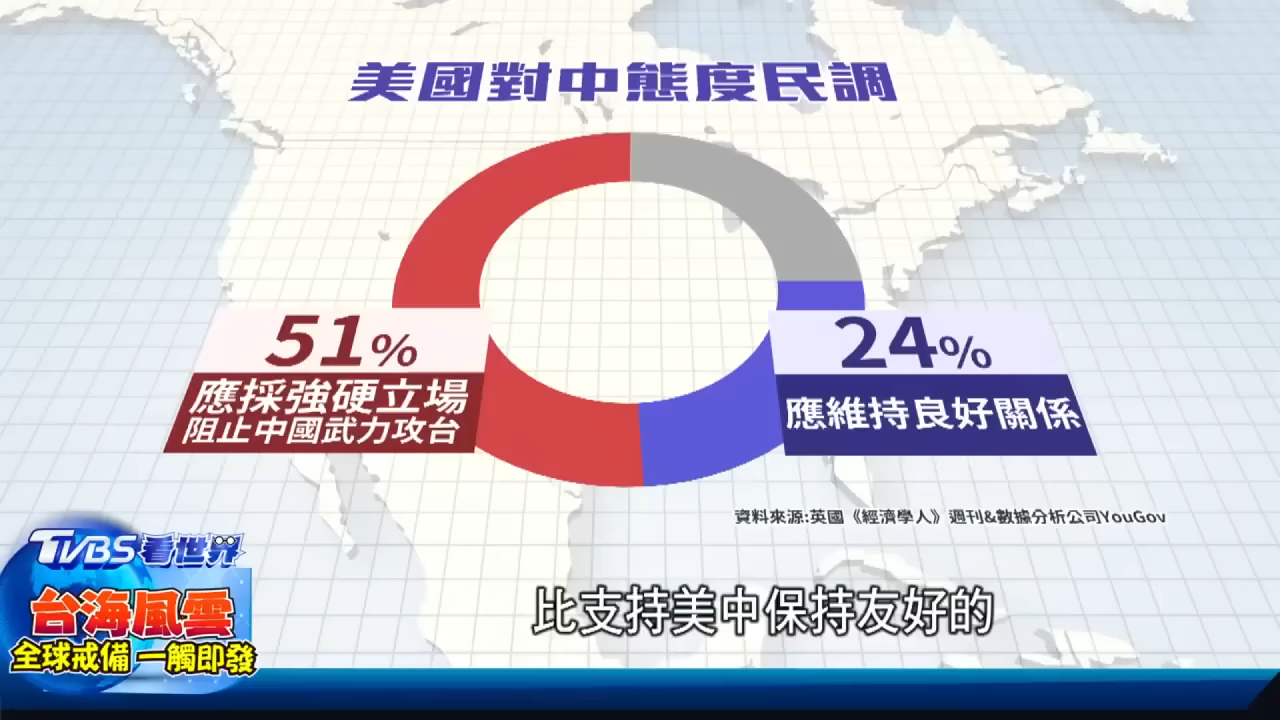 美國對中態度民調
51%
應採強硬立場
阻止中國武力攻台
24%
應維持良好關係
資料來源:英國《經濟學人》週刊&數據分析公司YouGov
TVBS看世界
台海風雲
全球戒備 一觸即發
比支持美中保持友好的